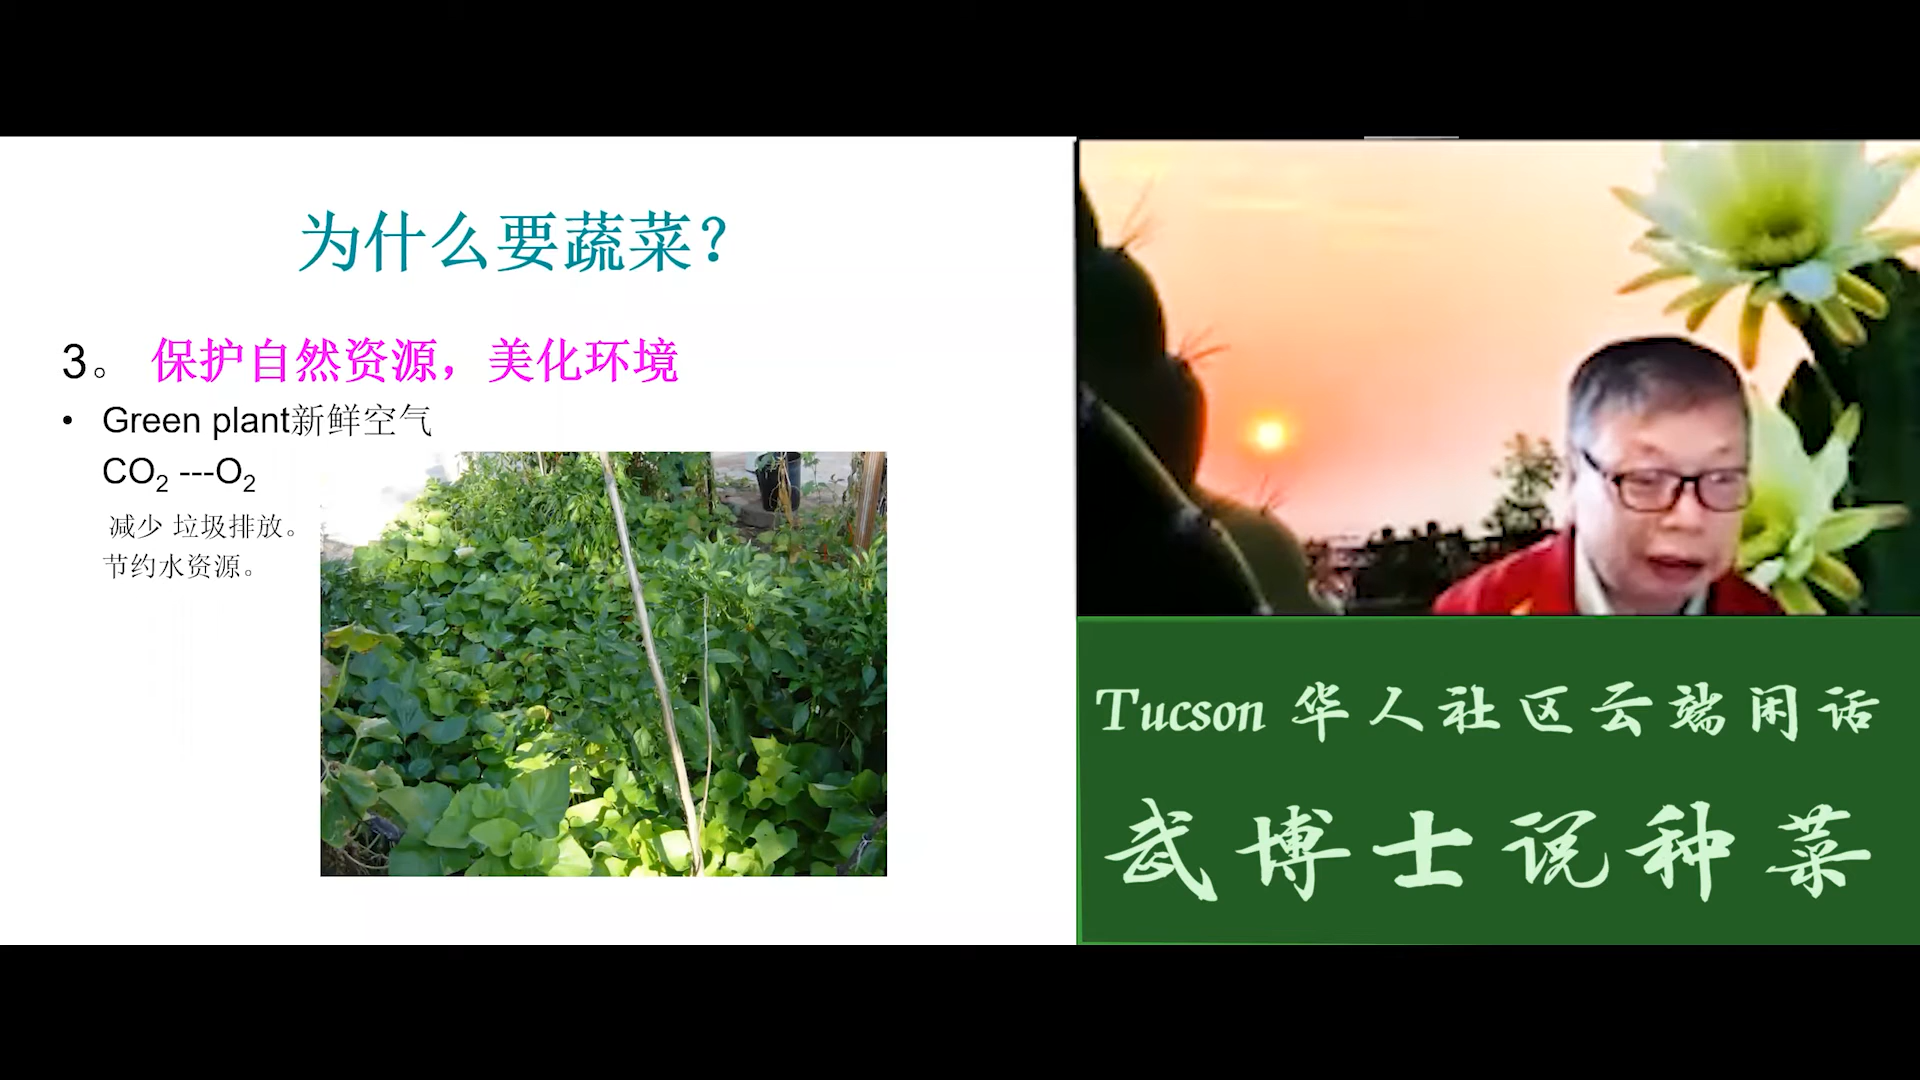 为什么要蔬菜？
3。 保护自然资源，美化环境
• Green plant新鲜空气
CO₂ ---O₂
减少 垃圾排放。
节约水资源。
Tucson 华人社区云端闲话
武博士说种菜